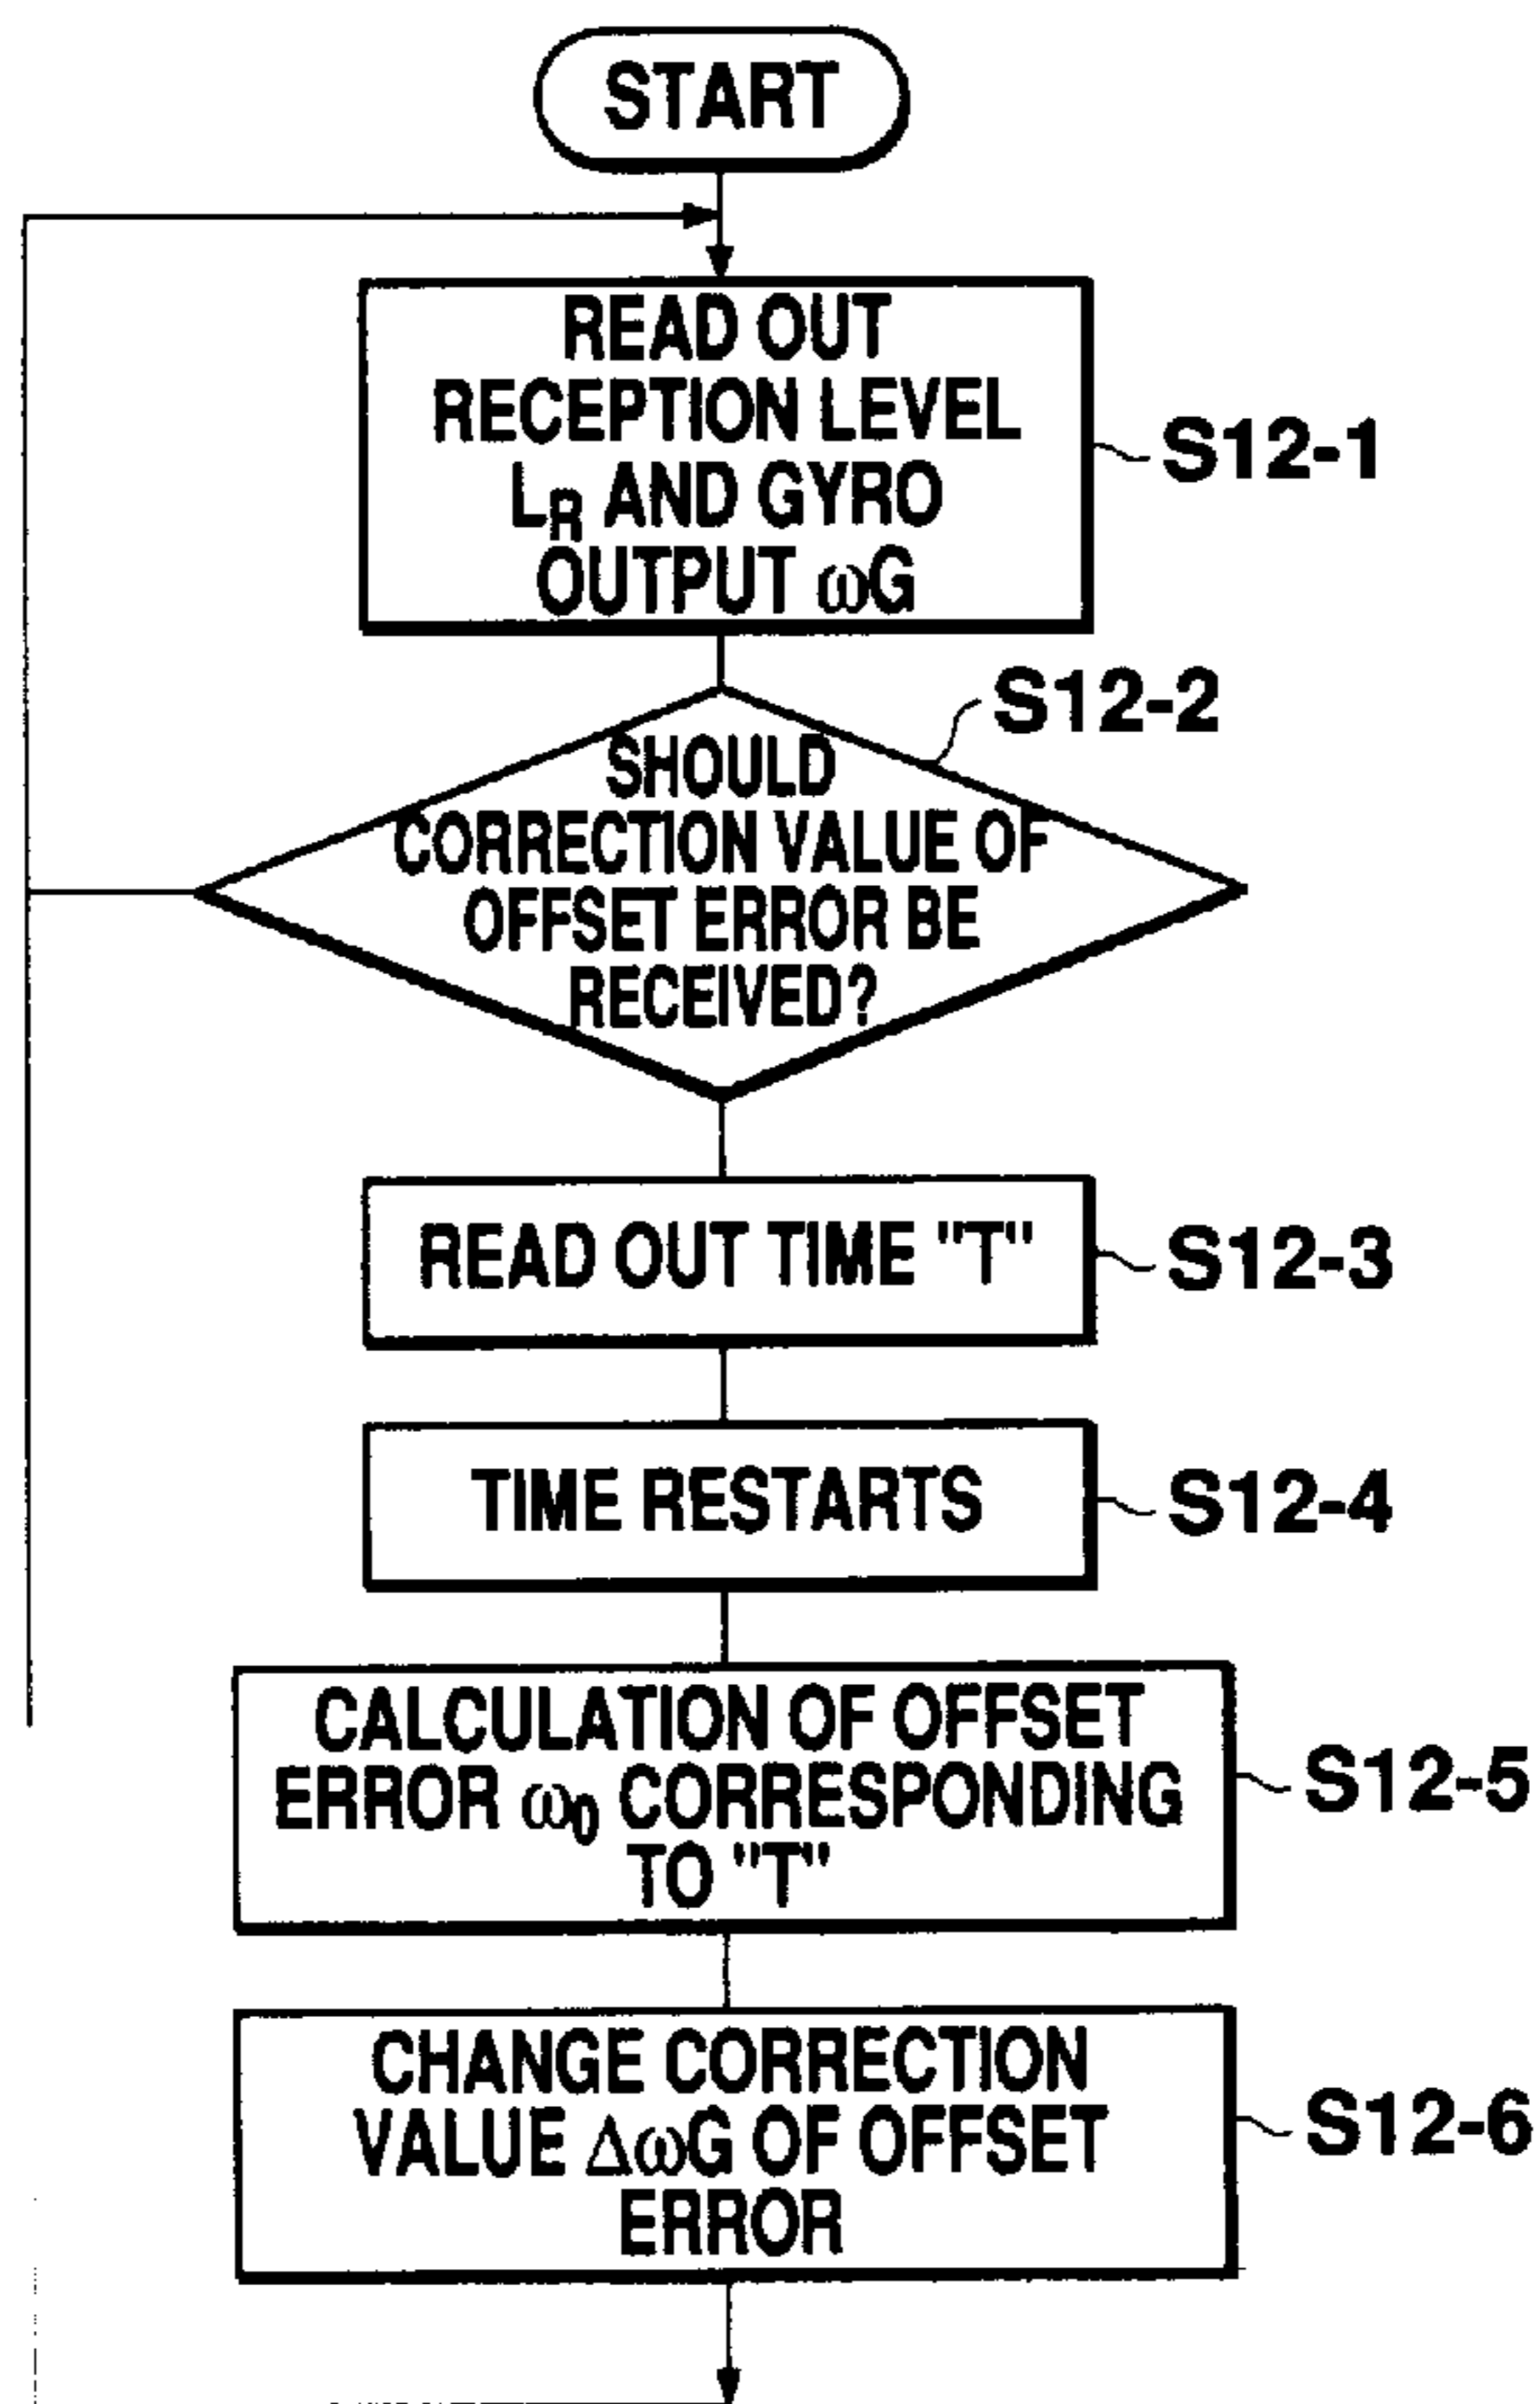 START
READ OUT
RECEPTION LEVEL
LR AND GYRO
OUTPUT ωG
S12-1
S12-2
SHOULD
CORRECTION VALUE OF
OFFSET ERROR BE
RECEIVED?
READ OUT TIME "T"
S12-3
TIME RESTARTS
S12-4
CALCULATION OF OFFSET
ERROR ω0 CORRESPONDING
TO "T"
S12-5
CHANGE CORRECTION
VALUE ΔωG OF OFFSET
ERROR
S12-6